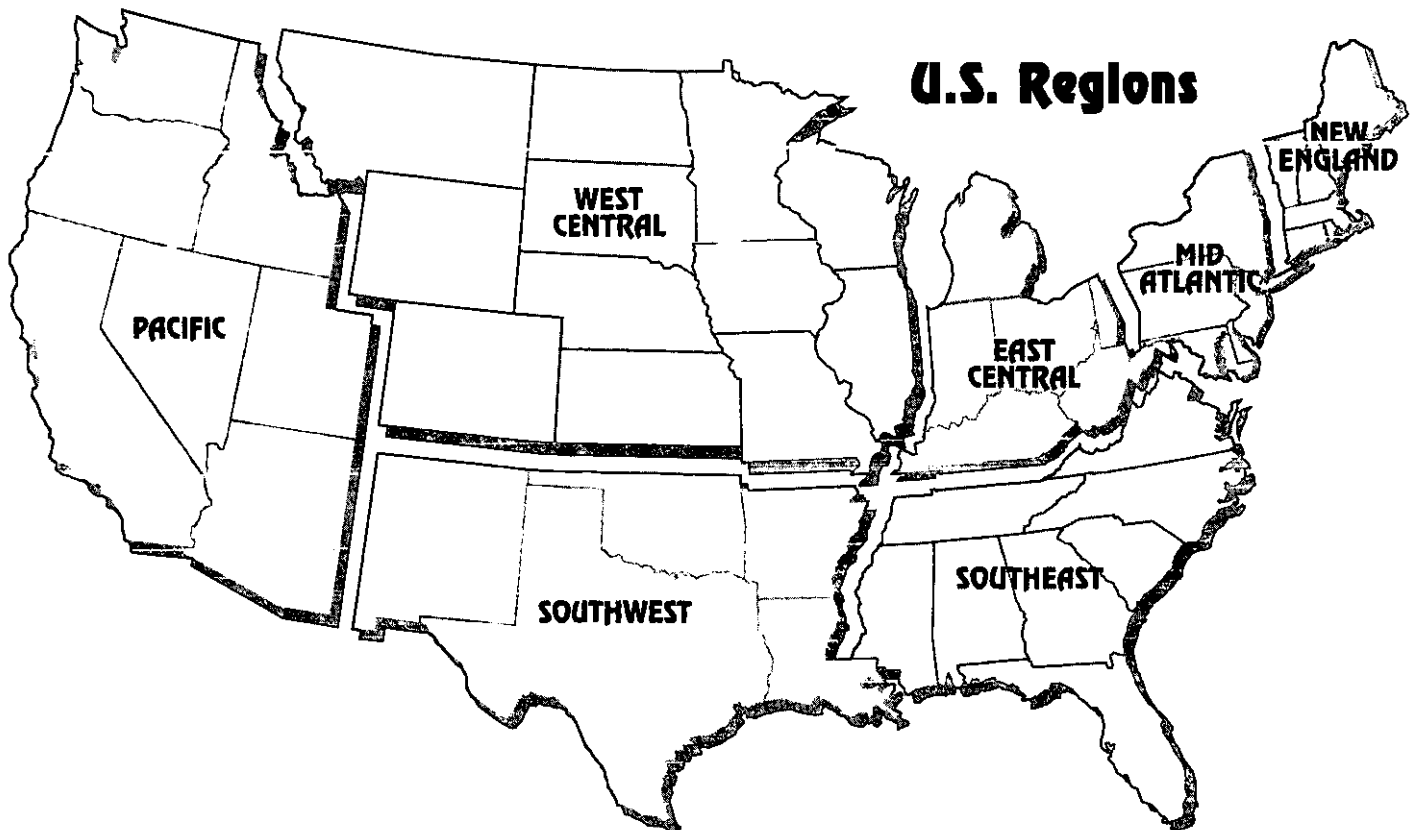 U.S. Regions
NEW
ENGLAND
WEST
CENTRAL
MID
ATLANTIC
PACIFIC
EAST
CENTRAL
SOUTHEAST
SOUTHWEST